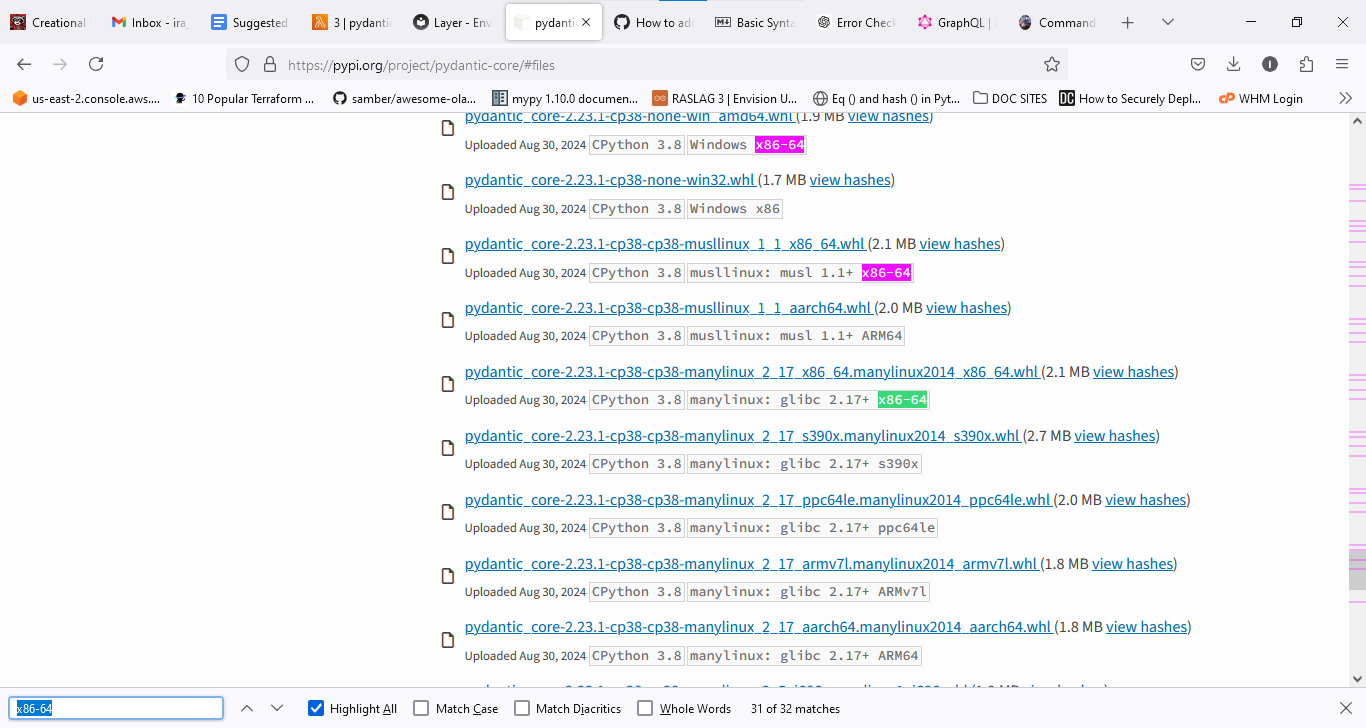 Creational
Inbox - ira_
Suggested
3 | pydantic
Layer - Env
pydantic
How to add
Basic Synta
Error Check
GraphQL |
Command
https://pypi.org/project/pydantic-core/#files
us-east-2.console.aws....
10 Popular Terraform ...
samber/awesome-ola...
mypy 1.10.0 documen...
RASLAG 3 | Envision U...
Eq () and hash () in Pyt...
DOC SITES
How to Securely Depl...
WHM Login
pydantic_core-2.23.1-cp38-none-win_amd64.whl (1.9 MB view hashes)
Uploaded Aug 30, 2024 CPython 3.8 Windows x86-64
pydantic_core-2.23.1-cp38-none-win32.whl (1.7 MB view hashes)
Uploaded Aug 30, 2024 CPython 3.8 Windows x86
pydantic_core-2.23.1-cp38-cp38-musllinux_1_1_x86_64.whl (2.1 MB view hashes)
Uploaded Aug 30, 2024 CPython 3.8 musllinux: musl 1.1+ x86-64
pydantic_core-2.23.1-cp38-cp38-musllinux_1_1_aarch64.whl (2.0 MB view hashes)
Uploaded Aug 30, 2024 CPython 3.8 musllinux: musl 1.1+ ARM64
pydantic_core-2.23.1-cp38-cp38-manylinux_2_17_x86_64.manylinux2014_x86_64.whl (2.1 MB view hashes)
Uploaded Aug 30, 2024 CPython 3.8 manylinux: glibc 2.17+ x86-64
pydantic_core-2.23.1-cp38-cp38-manylinux_2_17_s390x.manylinux2014_s390x.whl (2.7 MB view hashes)
Uploaded Aug 30, 2024 CPython 3.8 manylinux: glibc 2.17+ s390x
pydantic_core-2.23.1-cp38-cp38-manylinux_2_17_ppc64le.manylinux2014_ppc64le.whl (2.0 MB view hashes)
Uploaded Aug 30, 2024 CPython 3.8 manylinux: glibc 2.17+ ppc64le
pydantic_core-2.23.1-cp38-cp38-manylinux_2_17_armv7l.manylinux2014_armv7l.whl (1.8 MB view hashes)
Uploaded Aug 30, 2024 CPython 3.8 manylinux: glibc 2.17+ ARMv7l
pydantic_core-2.23.1-cp38-cp38-manylinux_2_17_aarch64.manylinux2014_aarch64.whl (1.8 MB view hashes)
Uploaded Aug 30, 2024 CPython 3.8 manylinux: glibc 2.17+ ARM64
x86-64
Highlight All
Match Case
Match Diacritics
Whole Words
31 of 32 matches